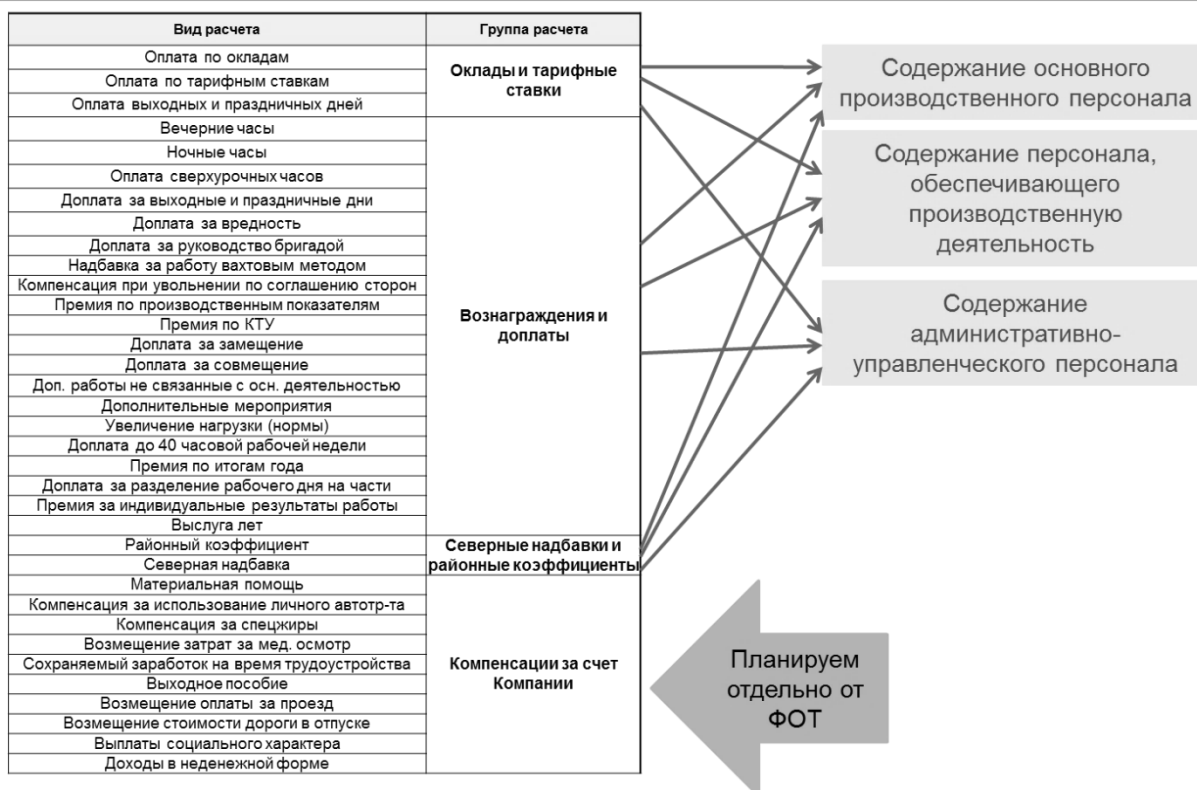 Вид расчета
Группа расчета
Оплата по окладам
Оплата по тарифным ставкам
Оплата выходных и праздничных дней
Оклады и тарифные
ставки
Вечерние часы
Ночные часы
Оплата сверхурочных часов
Доплата за выходные и праздничные дни
Доплата за вредность
Доплата за руководство бригадой
Надбавка за работу вахтовым методом
Компенсация при увольнении по соглашению сторон
Премия по производственным показателям
Премия по КТУ
Доплата за замещение
Доплата за совмещение
Доп. работы не связанные с осн. деятельностью
Дополнительные мероприятия
Увеличение нагрузки (нормы)
Доплата до 40 часовой рабочей недели
Премия по итогам года
Доплата за разделение рабочего дня на части
Премия за индивидуальные результаты работы
Выслуга лет
Вознаграждения и
доплаты
Районный коэффициент
Северная надбавка
Северные надбавки и
районные коэффициенты
Материальная помощь
Компенсация за использование личного автотр-та
Компенсация за спецжиры
Возмещение затрат за мед. осмотр
Сохраняемый заработок на время трудоустройства
Выходное пособие
Возмещение оплаты за проезд
Возмещение стоимости дороги в отпуске
Выплаты социального характера
Доходы в неденежной форме
Компенсации за счет
Компании
Содержание основного
производственного персонала
Содержание персонала,
обеспечивающего
производственную
деятельность
Содержание
административно-
управленческого персонала
Планируем
отдельно от
ФОТ